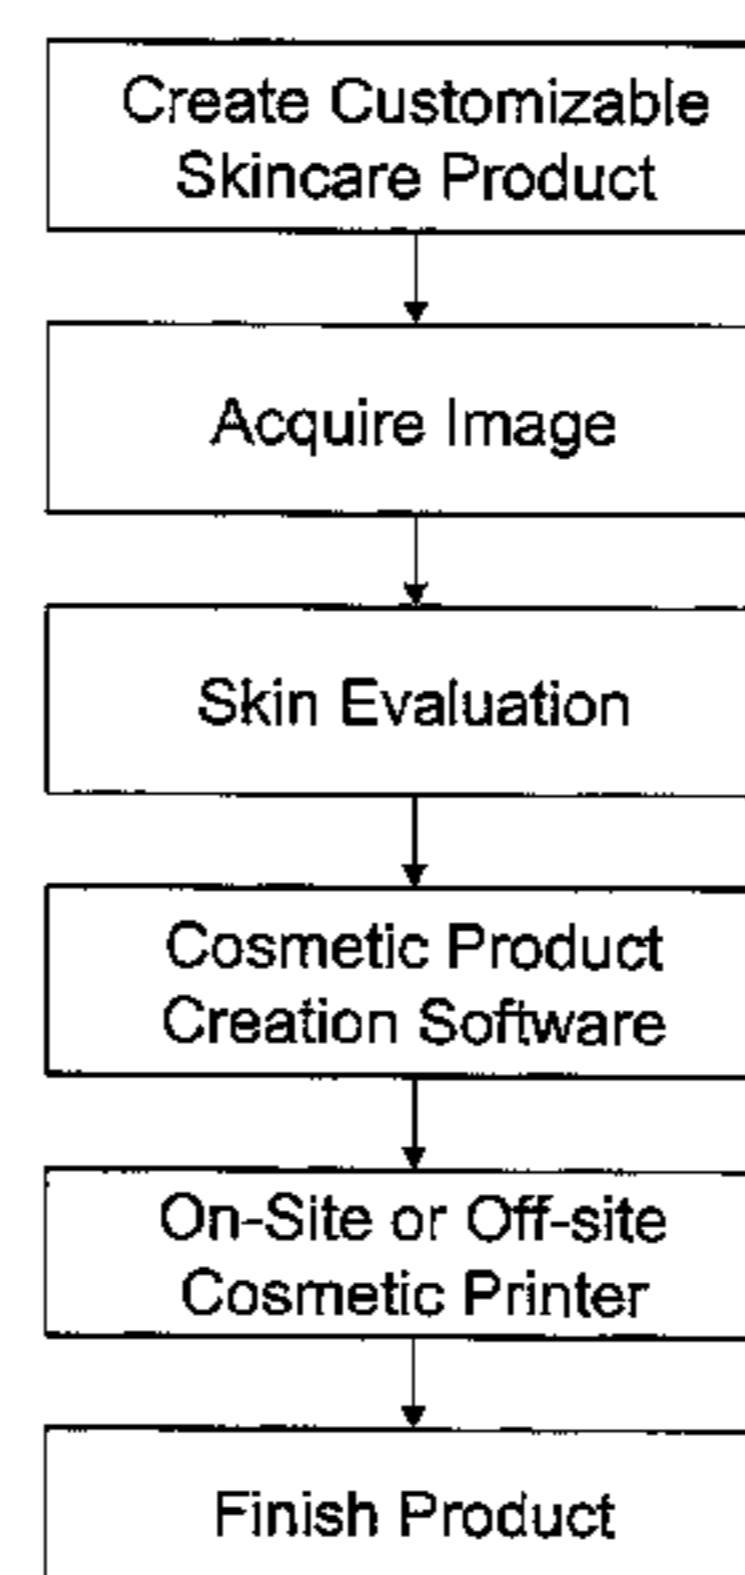 Create Customizable
Skincare Product
Acquire Image
Skin Evaluation
Cosmetic Product
Creation Software
On-Site or Off-site
Cosmetic Printer
Finish Product